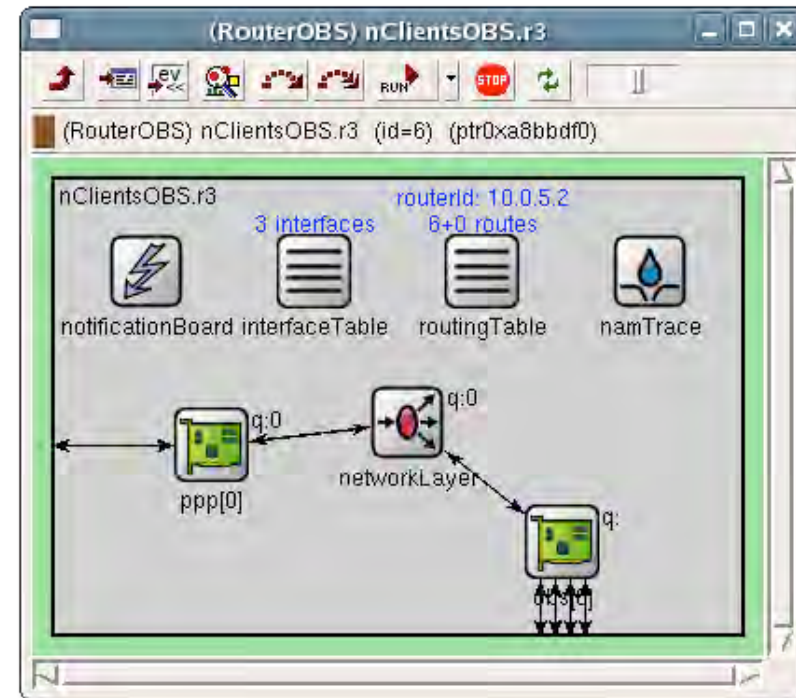 (RouterOBS) nClientsOBS.r3
ev
<<
RUN
STOP
(RouterOBS) nClientsOBS.r3 (id=6) (ptr0xa8bbdf0)
nClientsOBS.r3
routerId: 10.0.5.2
3 interfaces
6+0 routes
notificationBoard
interfaceTable
routingTable
namTrace
q:0
q:0
networkLayer
ppp[0]
q: